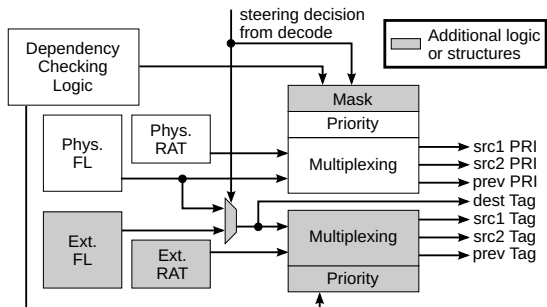 steering decision
from decode
Additional logic
or structures
Dependency
Checking
Logic
Mask
Priority
Multiplexing
Phys.
FL
Phys.
RAT
src1 PRI
src2 PRI
prev PRI
dest Tag
src1 Tag
src2 Tag
prev Tag
Ext.
FL
Ext.
RAT
Multiplexing
Priority